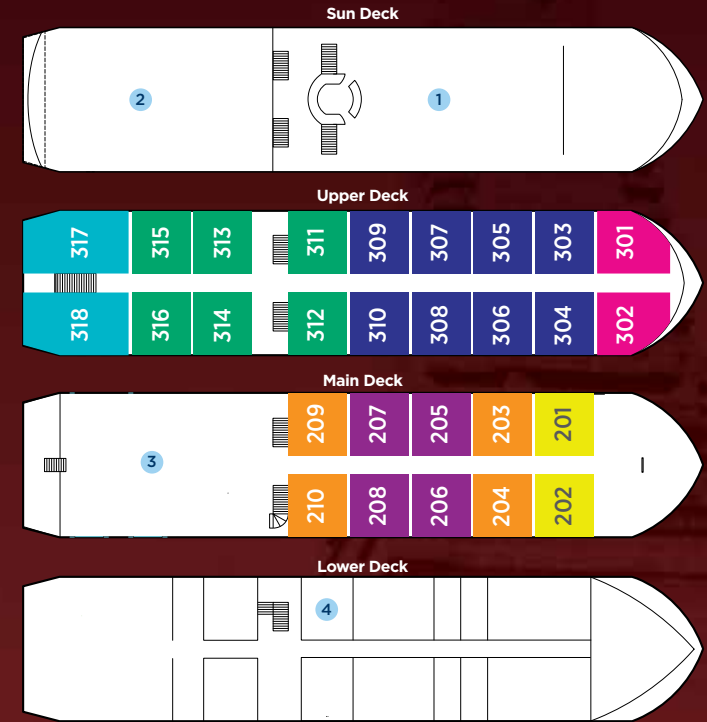 Sun Deck
2 1
Upper Deck
317 315 313 311 309 307 305 303 301
318 316 314 312 310 308 306 304 302
Main Deck
209 207 205 203 201
3
210 208 206 204 202
Lower Deck
4